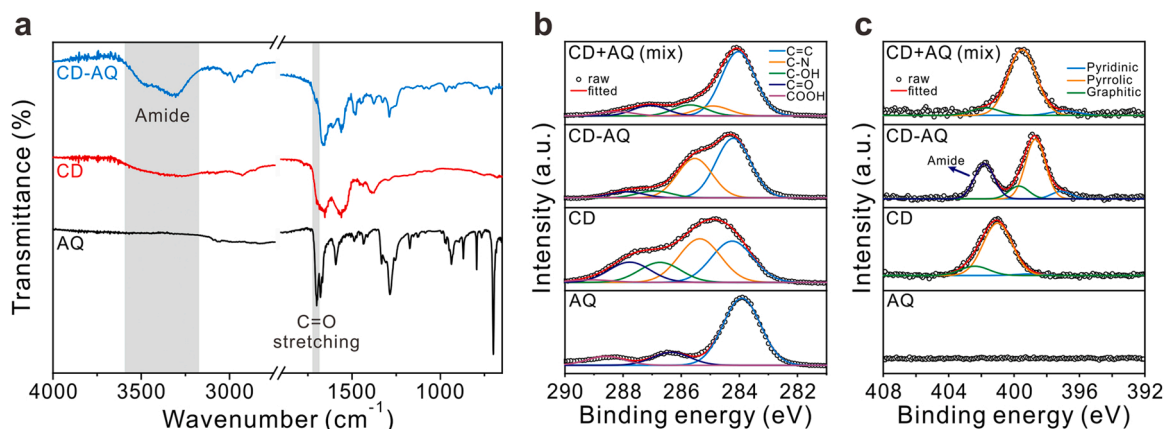 a
CD-AQ
Amide
CD
AQ
C=O
stretching
Transmittance (%)
4000 3500 3000 1500 1000
Wavenumber (cm⁻¹)
b
CD+AQ (mix)
raw
fitted
C=C
C-N
C-OH
C=O
COOH
CD-AQ
CD
AQ
Intensity (a.u.)
290 288 286 284 282
Binding energy (eV)
c
CD+AQ (mix)
raw
fitted
Pyridinic
Pyrrolic
Graphitic
CD-AQ
Amide
CD
AQ
Intensity (a.u.)
408 404 400 396 392
Binding energy (eV)